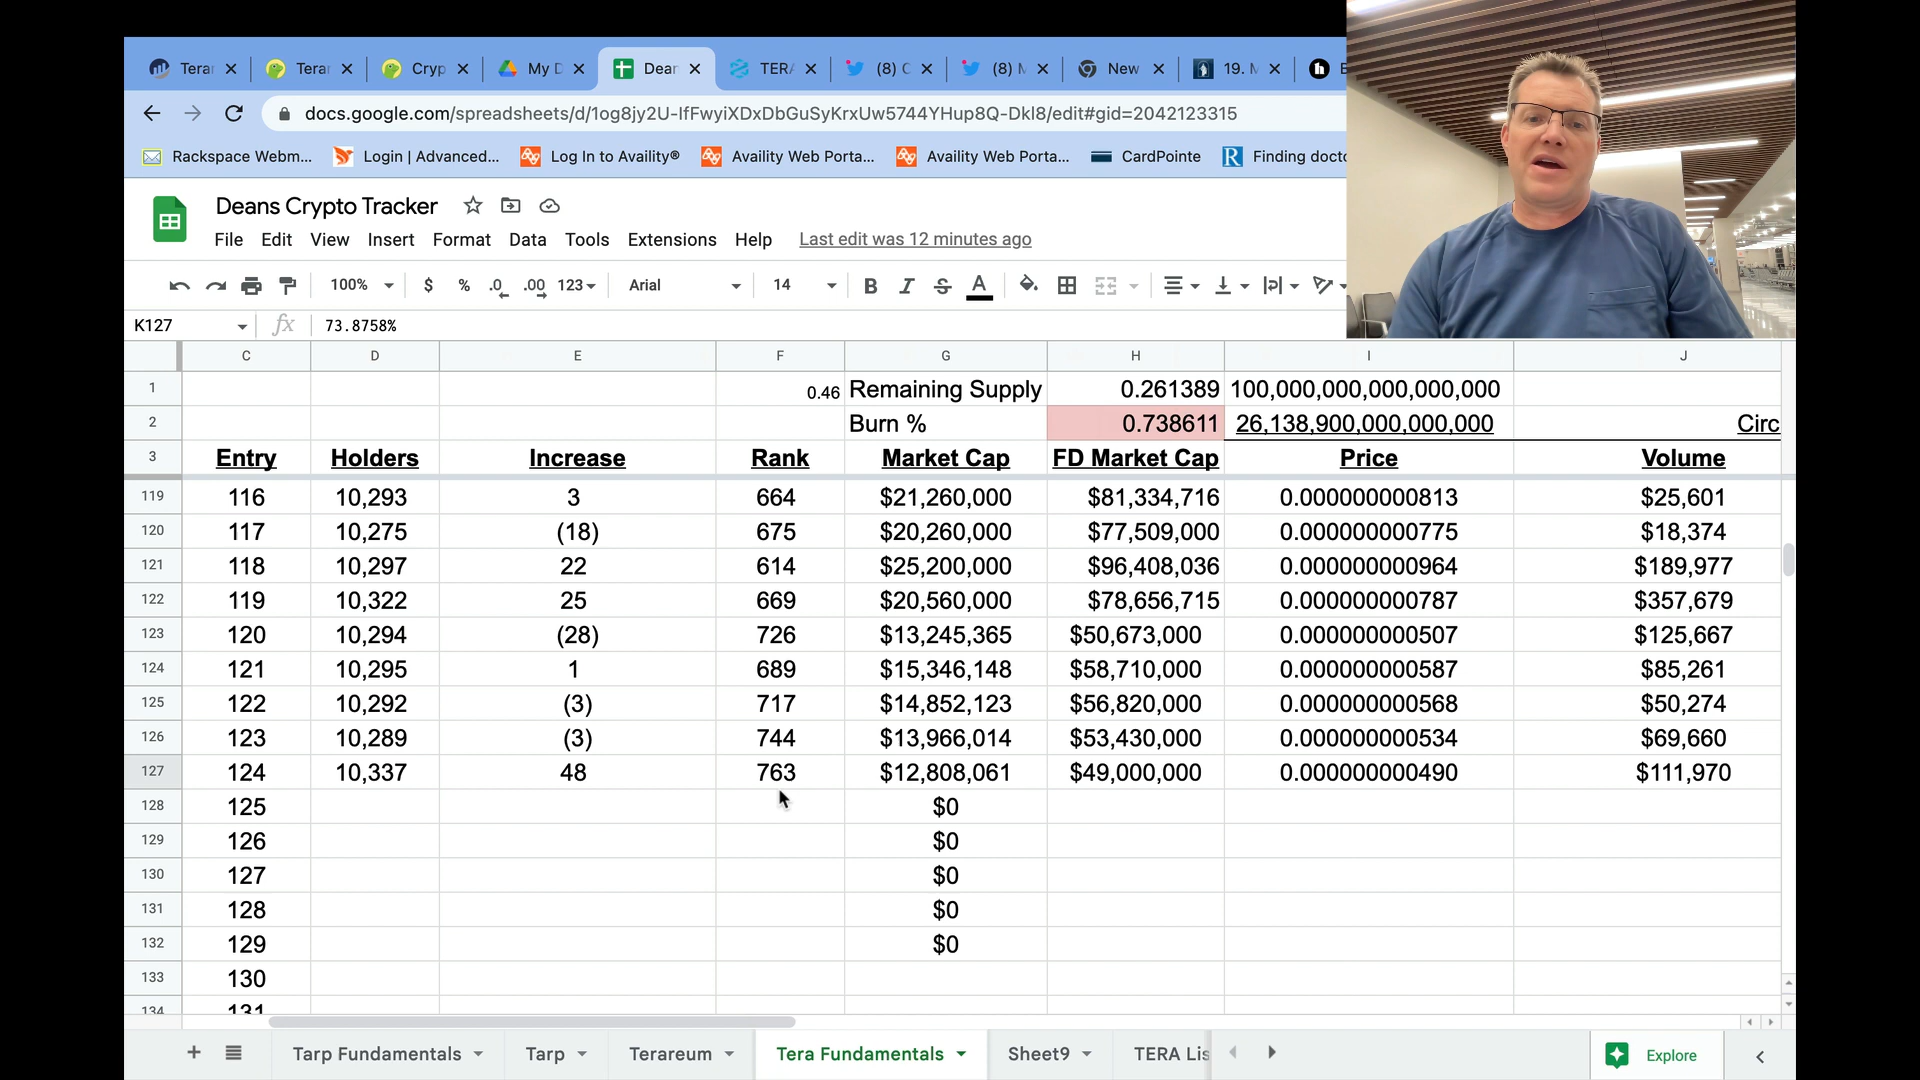 Terar
Terar
Cryp
My D
Dear
TER
(8) C
(8) M
New
19. M
docs.google.com/spreadsheets/d/1og8jy2U-IfFwyiXDxDbGuSyKrxUw5744YHup8Q-Dkl8/edit#gid=2042123315
Rackspace Webm...
Login | Advanced...
Log In to Availity®
Availity Web Porta...
Availity Web Porta...
CardPointe
Finding docto
Deans Crypto Tracker
File Edit View Insert Format Data Tools Extensions Help Last edit was 12 minutes ago
100% $ % .0 .00 123 Arial 14 B I S A
K127 fx 73.8758%
C D E F G H I J
1 0.46 Remaining Supply 0.261389 100,000,000,000,000,000
2 Burn % 0.738611 26,138,900,000,000,000 Circ
3 Entry Holders Increase Rank Market Cap FD Market Cap Price Volume
119 116 10,293 3 664 $21,260,000 $81,334,716 0.000000000813 $25,601
120 117 10,275 (18) 675 $20,260,000 $77,509,000 0.000000000775 $18,374
121 118 10,297 22 614 $25,200,000 $96,408,036 0.000000000964 $189,977
122 119 10,322 25 669 $20,560,000 $78,656,715 0.000000000787 $357,679
123 120 10,294 (28) 726 $13,245,365 $50,673,000 0.000000000507 $125,667
124 121 10,295 1 689 $15,346,148 $58,710,000 0.000000000587 $85,261
125 122 10,292 (3) 717 $14,852,123 $56,820,000 0.000000000568 $50,274
126 123 10,289 (3) 744 $13,966,014 $53,430,000 0.000000000534 $69,660
127 124 10,337 48 763 $12,808,061 $49,000,000 0.000000000490 $111,970
128 125 $0
129 126 $0
130 127 $0
131 128 $0
132 129 $0
133 130
134 131
Tarp Fundamentals Tarp Terareum Tera Fundamentals Sheet9 TERA Lis Explore